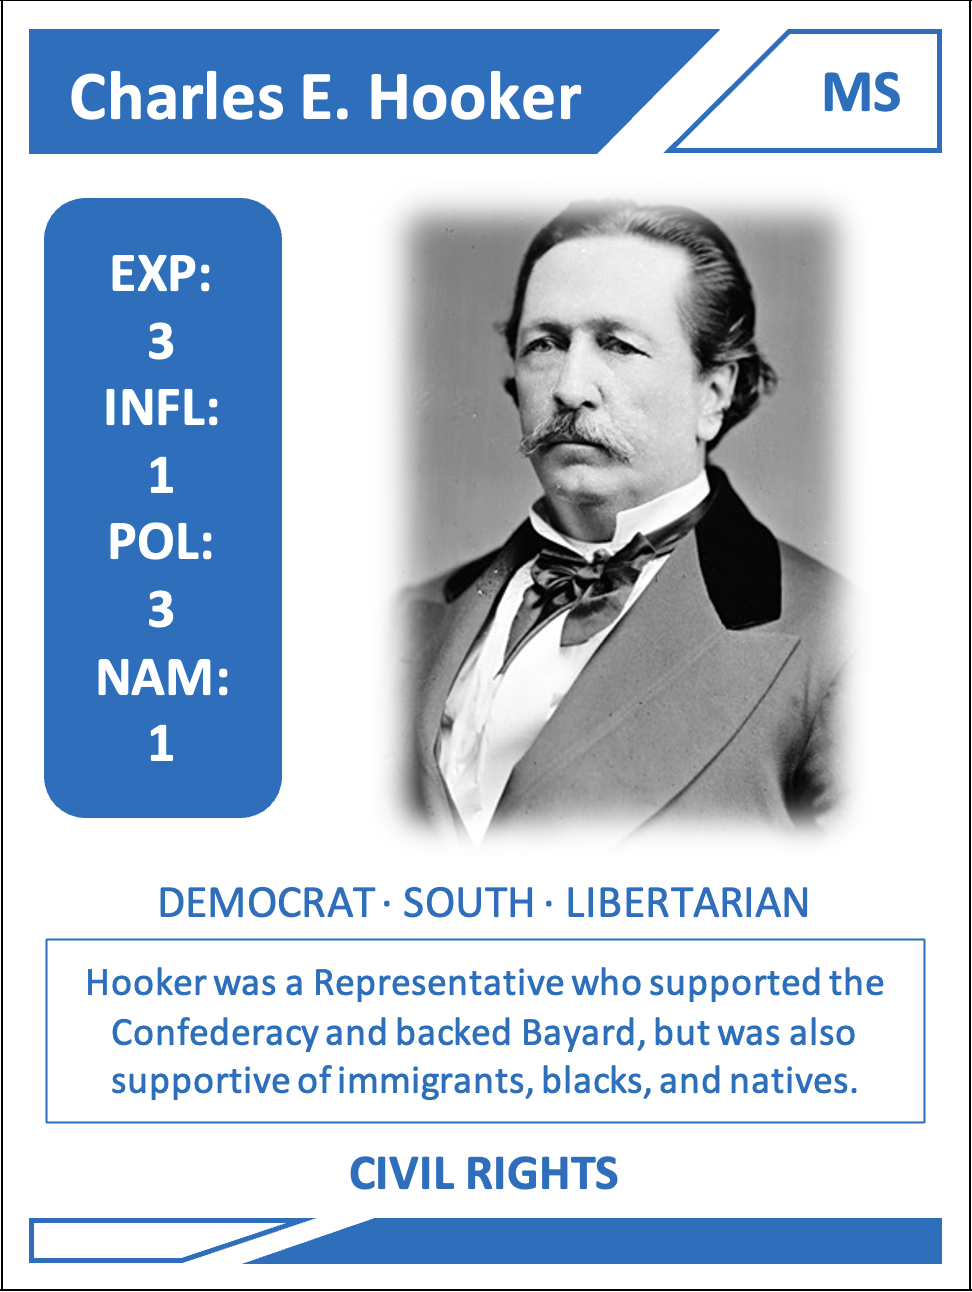 Charles E. Hooker
MS
EXP:
3
INFL:
1
POL:
3
NAM:
1
DEMOCRAT · SOUTH · LIBERTARIAN
Hooker was a Representative who supported the
Confederacy and backed Bayard, but was also
supportive of immigrants, blacks, and natives.
CIVIL RIGHTS